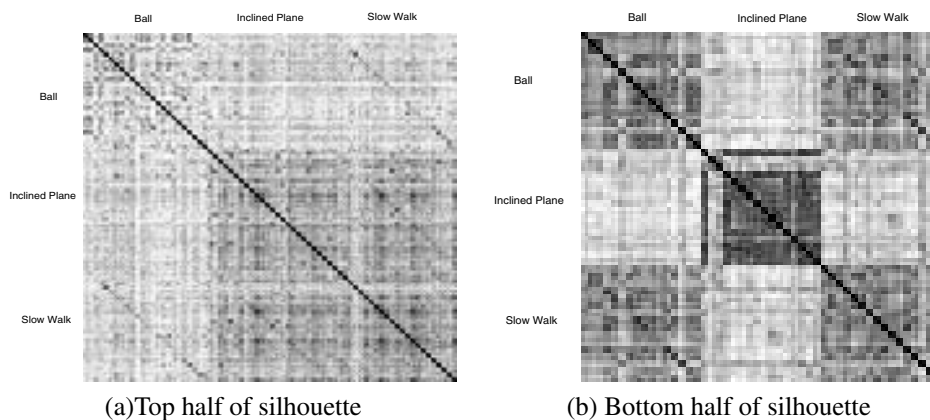 Ball Inclined Plane Slow Walk
Ball
Inclined Plane
Slow Walk
(a)Top half of silhouette
Ball Inclined Plane Slow Walk
Ball
Inclined Plane
Slow Walk
(b) Bottom half of silhouette